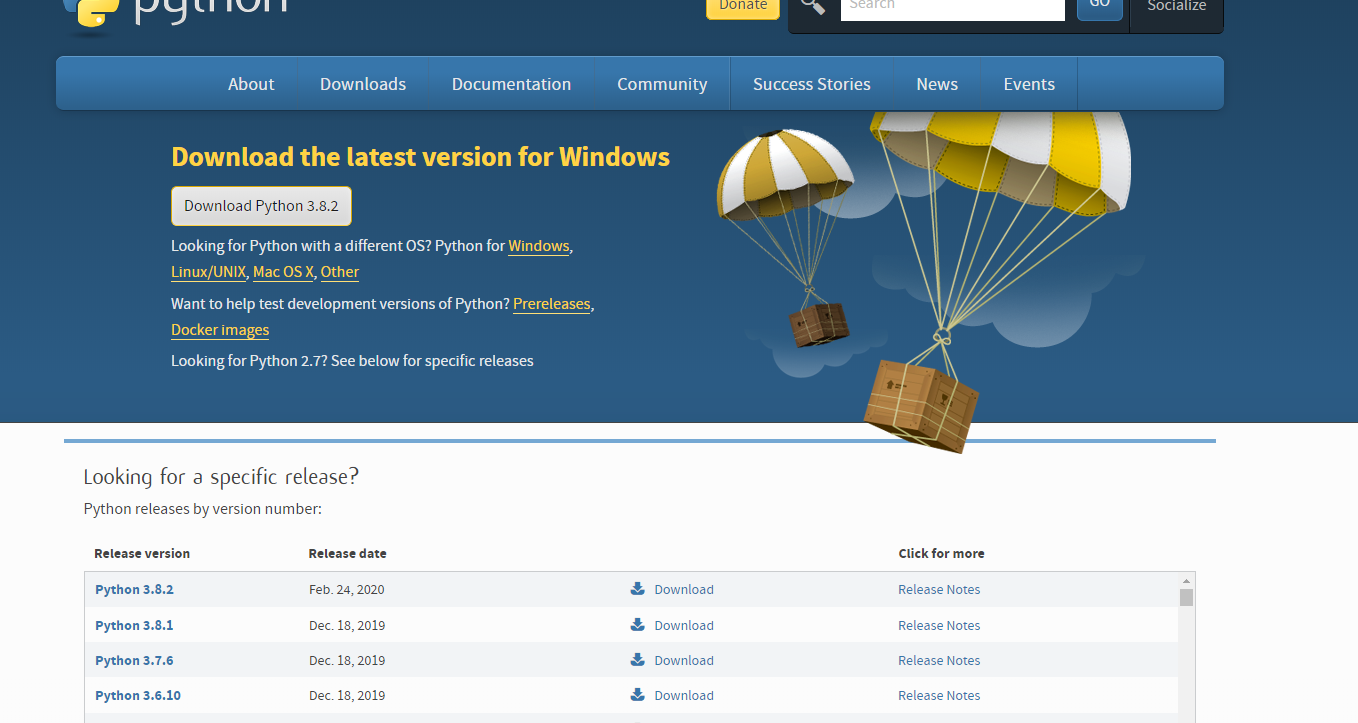 python
Donate
Search
GO
Socialize
About Downloads Documentation Community Success Stories News Events
Download the latest version for Windows
Download Python 3.8.2
Looking for Python with a different OS? Python for Windows,
Linux/UNIX, Mac OS X, Other
Want to help test development versions of Python? Prereleases,
Docker images
Looking for Python 2.7? See below for specific releases
Looking for a specific release?
Python releases by version number:
Release version Release date Click for more
Python 3.8.2 Feb. 24, 2020 Download Release Notes
Python 3.8.1 Dec. 18, 2019 Download Release Notes
Python 3.7.6 Dec. 18, 2019 Download Release Notes
Python 3.6.10 Dec. 18, 2019 Download Release Notes